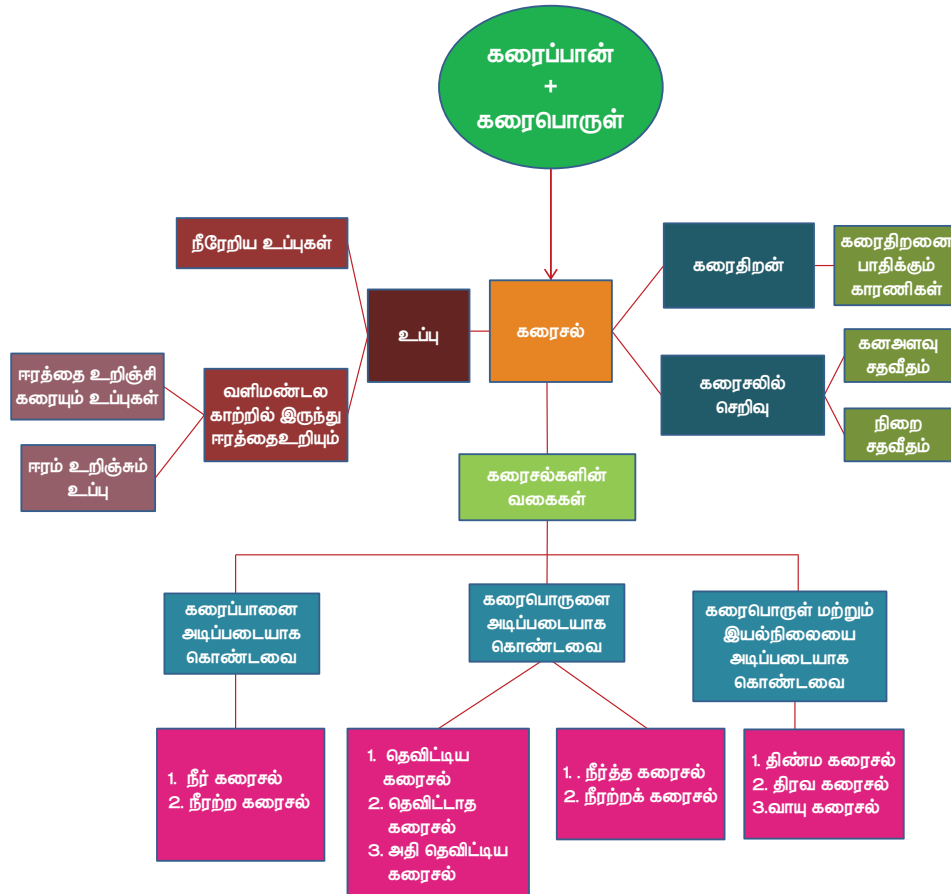 கரைப்பான்
+
கரைபொருள்
நீரேறிய உப்புகள்
கரைதிறன்
கரைதிறனை
பாதிக்கும்
காரணிகள்
உப்பு
கரைசல்
ஈரத்தை உறிஞ்சி
கரையும் உப்புகள்
வளிமண்டல
காற்றில் இருந்து
ஈரத்தைஉறியும்
ஈரம் உறிஞ்சும்
உப்பு
கரைசலில்
செறிவு
கனஅளவு
சதவீதம்
நிறை
சதவீதம்
கரைசல்களின்
வகைகள்
கரைப்பானை
அடிப்படையாக
கொண்டவை
கரைபொருளை
அடிப்படையாக
கொண்டவை
கரைபொருள் மற்றும்
இயல்நிலையை
அடிப்படையாக
கொண்டவை
1. நீர் கரைசல்
2. நீரற்ற கரைசல்
1. தெவிட்டிய
கரைசல்
2. தெவிட்டாத
கரைசல்
3. அதி தெவிட்டிய
கரைசல்
1. . நீர்த்த கரைசல்
2. நீரற்றக் கரைசல்
1. திண்ம கரைசல்
2. திரவ கரைசல்
3.வாயு கரைசல்